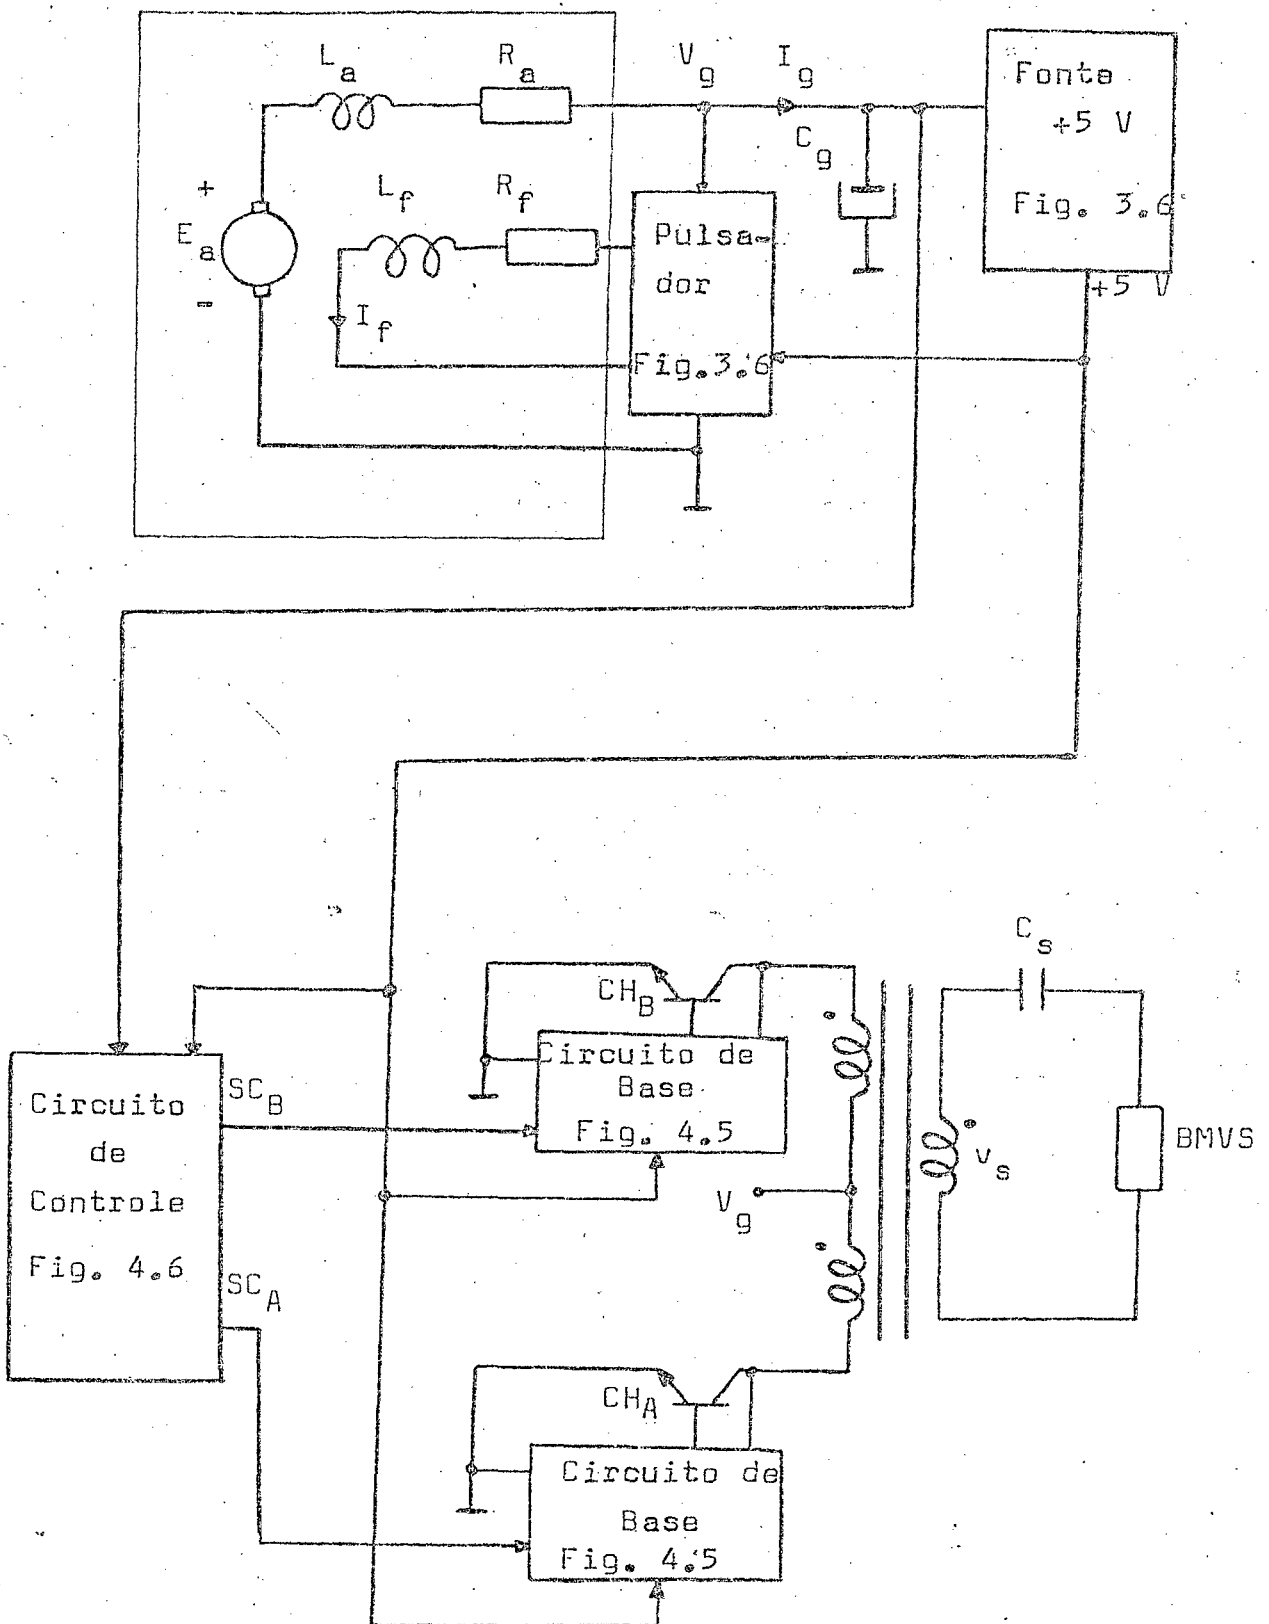 L_a
R_a
V_g
I_g
Fonte
+5 V
Fig. 3.6
C_g
+
E_a
-
L_f
R_f
I_f
Pulsa-
dor
Fig.3.6
+5 V
C_s
CH_B
Circuito de
Base
Fig. 4.5
SC_B
Circuito
de
Controle
Fig. 4.6
SC_A
V_g
v_s
BMVS
CH_A
Circuito de
Base
Fig. 4.5